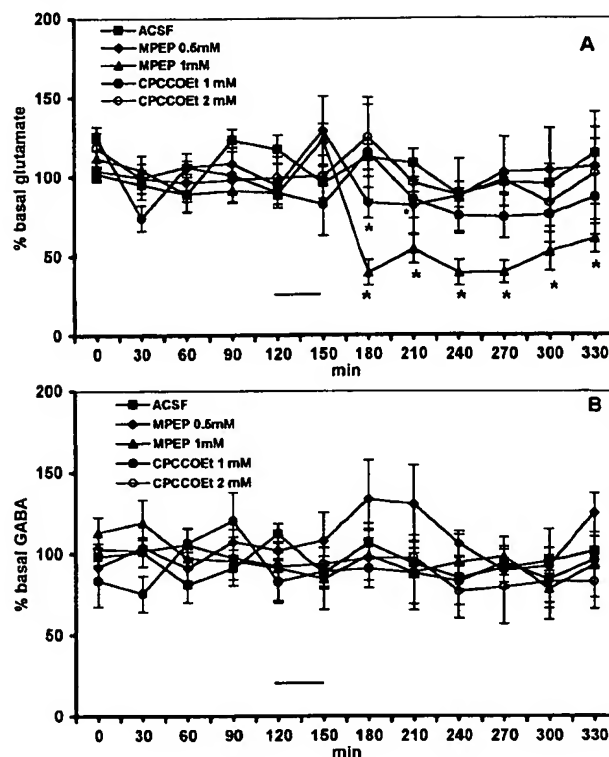 200
A
ACSF
MPEP 0.5mM
MPEP 1mM
CPCCOEt 1 mM
CPCCOEt 2 mM
150
% basal glutamate
100
50
* * * * * * *
0
0 30 60 90 120 150 180 210 240 270 300 330
min
200
B
ACSF
MPEP 0.5mM
MPEP 1mM
CPCCOEt 1 mM
CPCCOEt 2 mM
150
% basal GABA
100
50
0
0 30 60 90 120 150 180 210 240 270 300 330
min